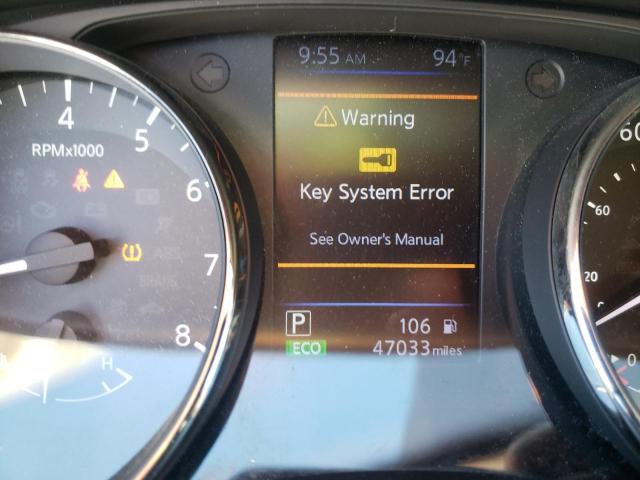 9:55 AM 94°F
Warning
Key System Error
See Owner's Manual
P 106
ECO 47033 miles
4
5
RPMx1000
6
7
8
H
60
60
20
0